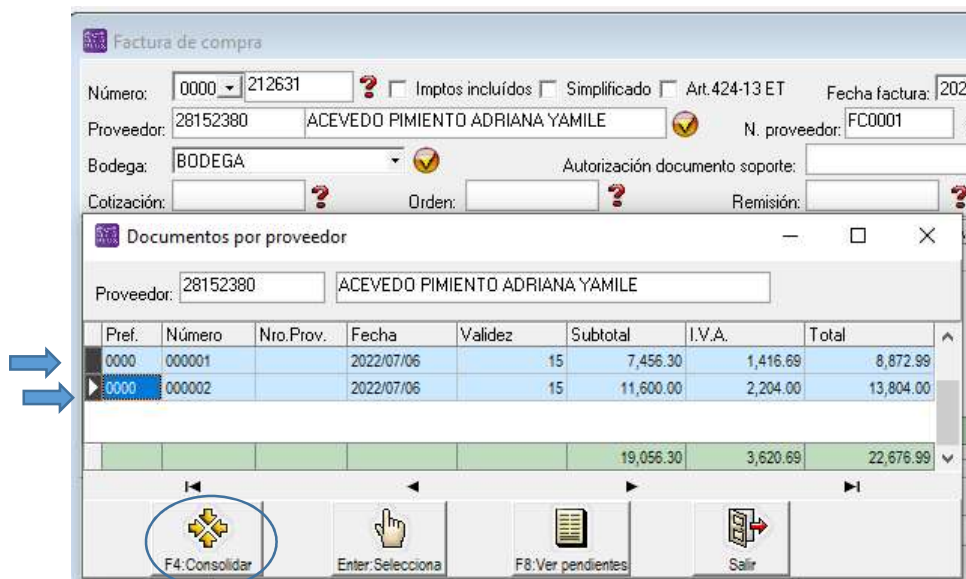 Factura de compra
Número: 0000 212631 ? Imptos incluídos Simplificado Art.424-13 ET Fecha factura: 202
Proveedor: 28152380 ACEVEDO PIMIENTO ADRIANA YAMILE N. proveedor: FC0001
Bodega: BODEGA Autorización documento soporte:
Cotización: ? Orden: ? Remisión: ?
Documentos por proveedor
Proveedor: 28152380 ACEVEDO PIMIENTO ADRIANA YAMILE
Pref. Número Nro.Prov. Fecha Validez Subtotal I.V.A. Total
0000 000001 2022/07/06 15 7,456.30 1,416.69 8,872.99
0000 000002 2022/07/06 15 11,600.00 2,204.00 13,804.00
19,056.30 3,620.69 22,676.99
F4:Consolidar Enter:Selecciona F8:Ver pendientes Salir